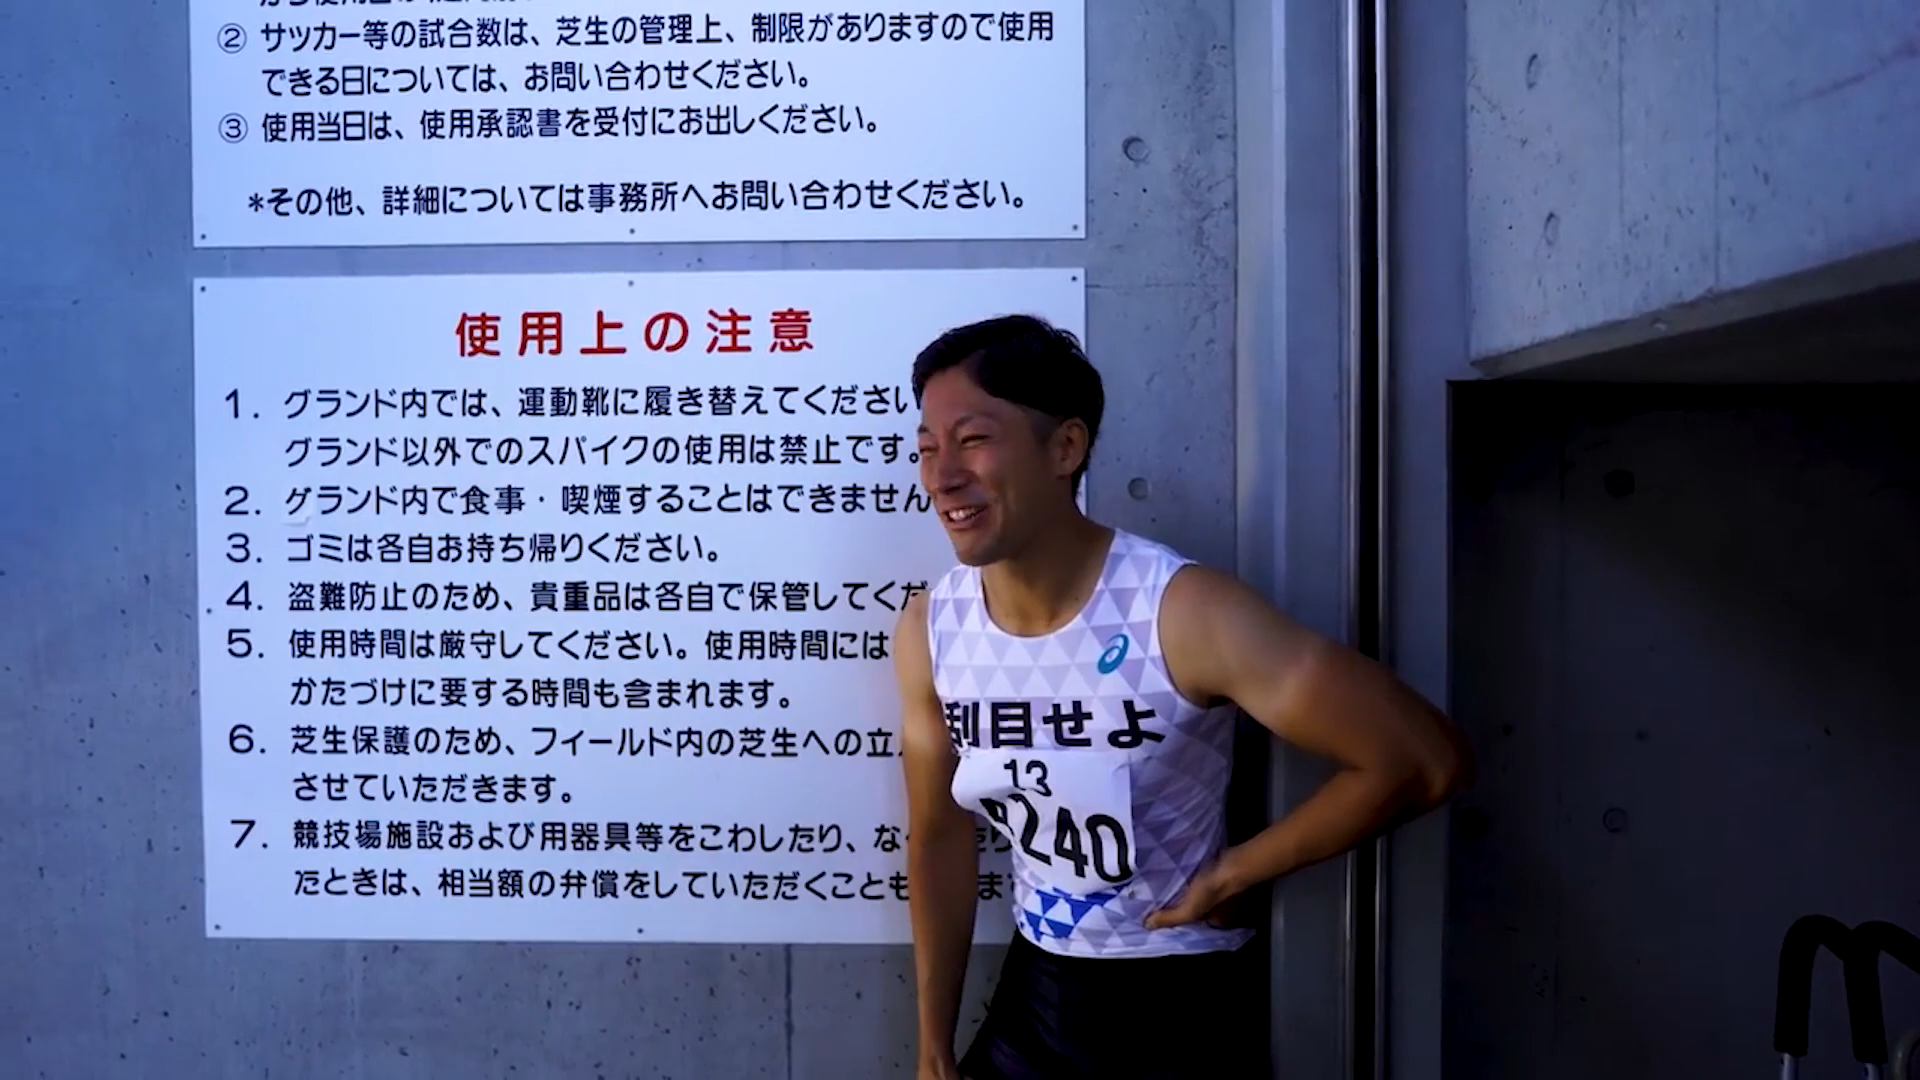 ② サッカー等の試合数は、芝生の管理上、制限がありますので使用
できる日については、お問い合わせください。
③ 使用当日は、使用承認書を受付にお出しください。
*その他、詳細については事務所へお問い合わせください。
使用上の注意
1. グランド内では、運動靴に履き替えてください
グランド以外でのスパイクの使用は禁止です。
2. グランド内で食事・喫煙することはできません
3. ゴミは各自お持ち帰りください。
4. 盗難防止のため、貴重品は各自で保管してくだ
5. 使用時間は厳守してください。使用時間には
かたづけに要する時間も含まれます。
6. 芝生保護のため、フィールド内の芝生への立
させていただきます。
7. 競技場施設および用器具等をこわしたり、な
たときは、相当額の弁償をしていただくことも
刮目せよ
13
240